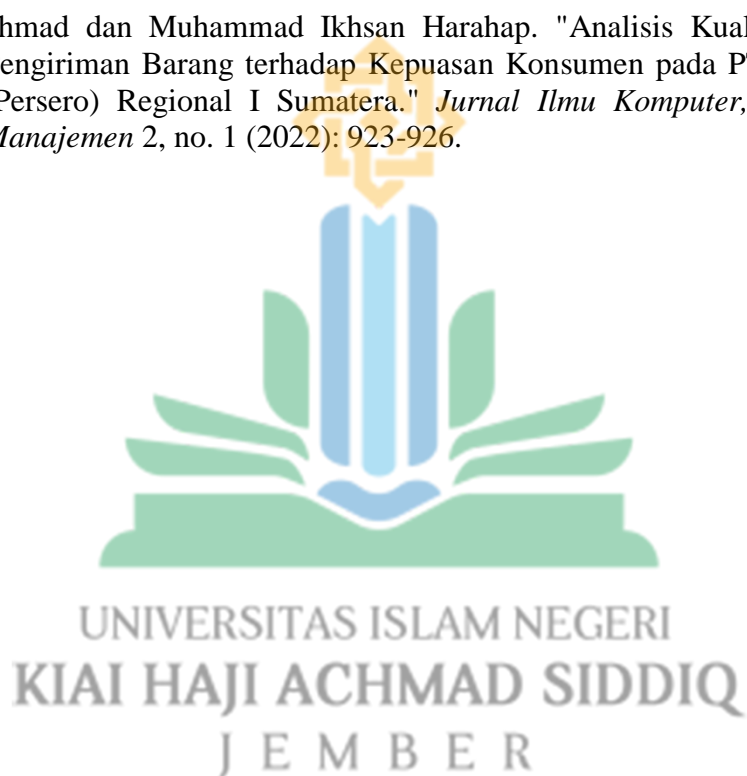 hmad dan Muhammad Ikhsan Harahap. "Analisis Kual
engiriman Barang terhadap Kepuasan Konsumen pada P
Persero) Regional I Sumatera." Jurnal Ilmu Komputer,
Manajemen 2, no. 1 (2022): 923-926.
UNIVERSITAS ISLAM NEGERI
KIAI HAJI ACHMAD SIDDIQ
JEMBER